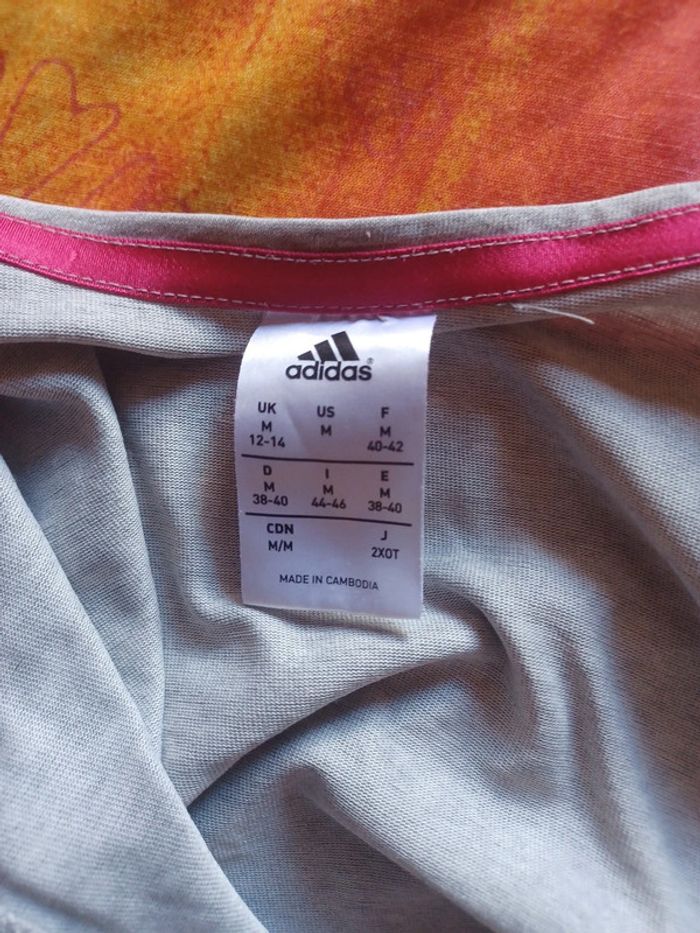 adidas®
UK US F
M M M
12-14 40-42
D I E
M M M
38-40 44-46 38-40
CDN J
M/M 2XOT
MADE IN CAMBODIA